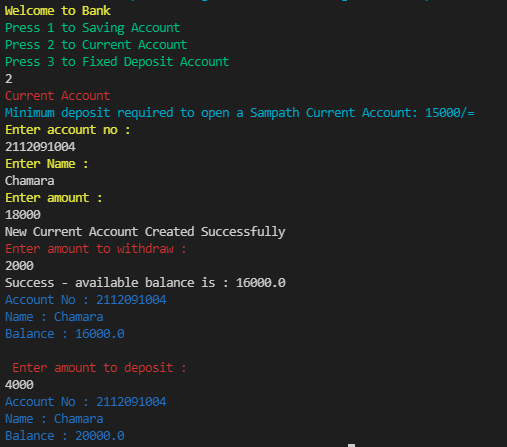 Welcome to Bank
Press 1 to Saving Account
Press 2 to Current Account
Press 3 to Fixed Deposit Account
2
Current Account
Minimum deposit required to open a Sampath Current Account: 15000/=
Enter account no :
2112091004
Enter Name :
Chamara
Enter amount :
18000
New Current Account Created Successfully
Enter amount to withdraw :
2000
Success - available balance is : 16000.0
Account No : 2112091004
Name : Chamara
Balance : 16000.0
Enter amount to deposit :
4000
Account No : 2112091004
Name : Chamara
Balance : 20000.0